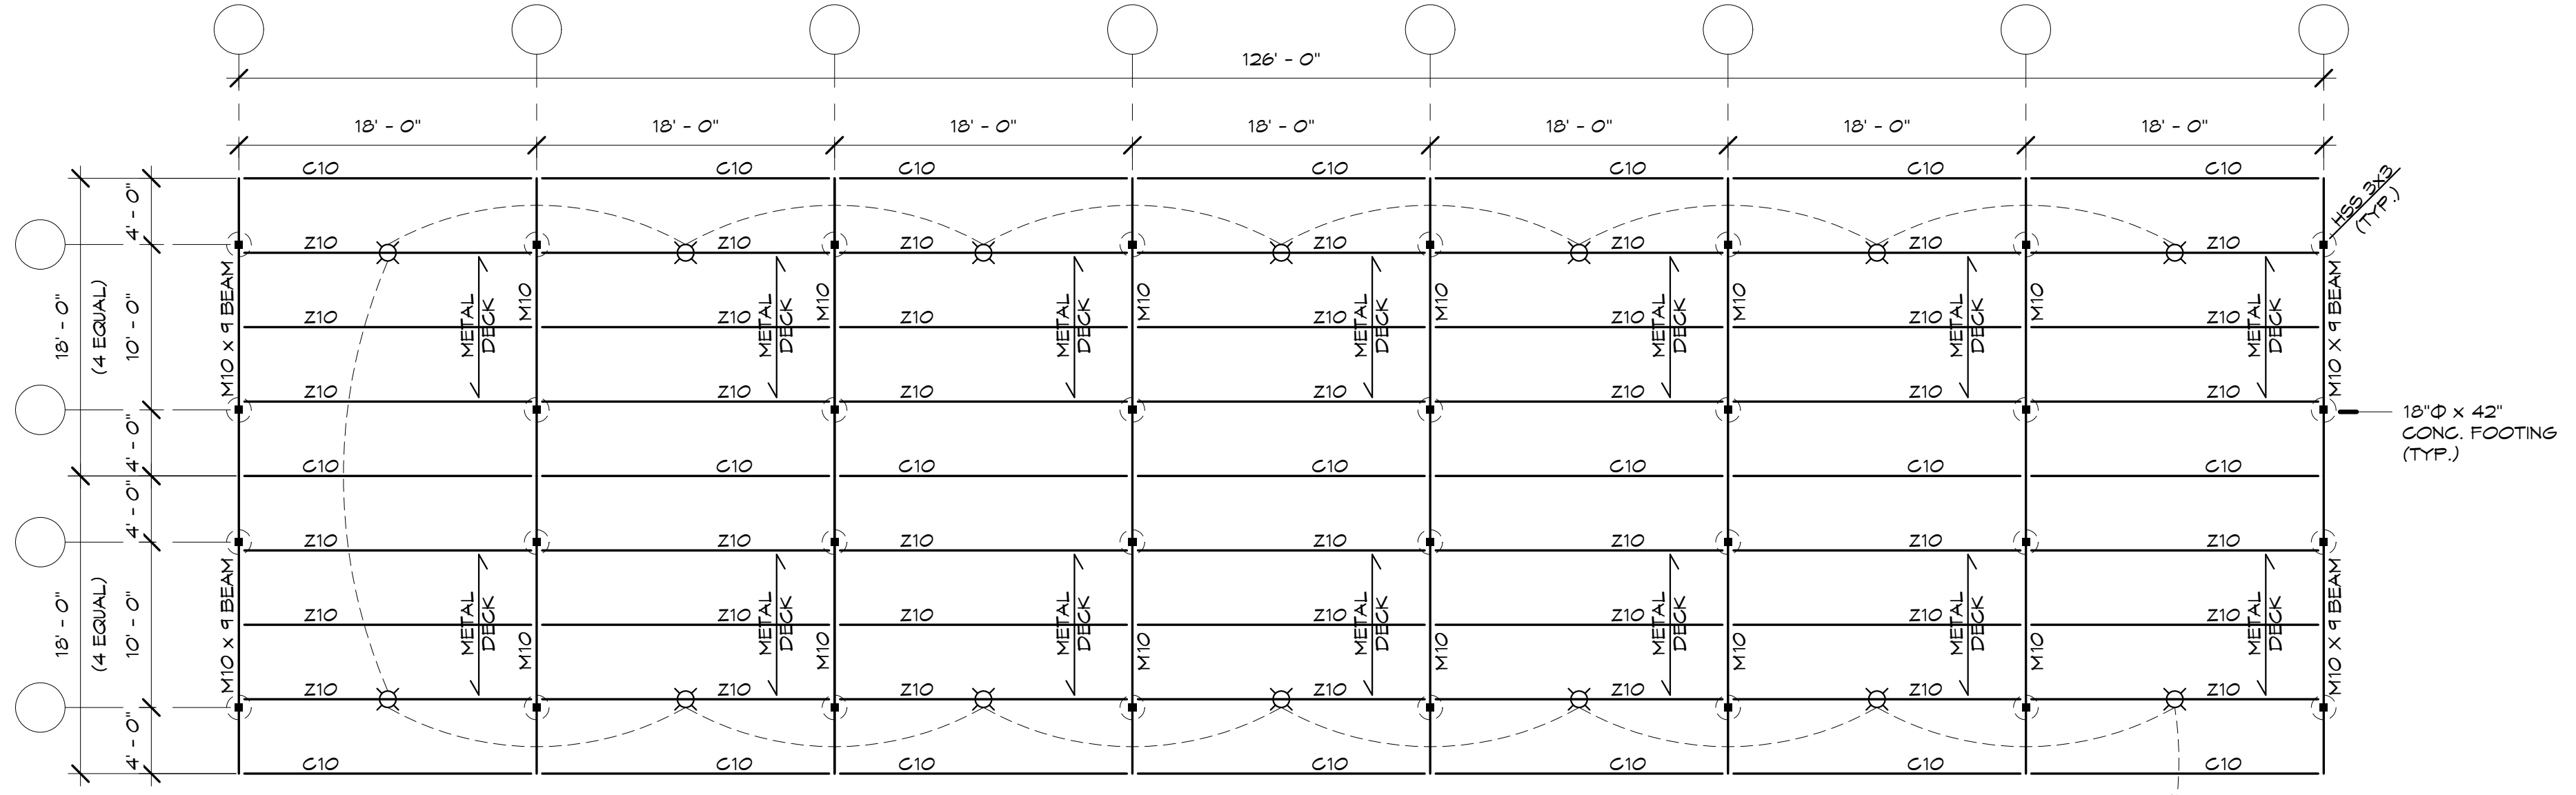 126' - 0"
18' - 0" 18' - 0" 18' - 0" 18' - 0" 18' - 0" 18' - 0" 18' - 0"
C10 C10 C10 C10 C10 C10 C10
4' - 0"
HSS 3x3
(TYP.)
Z10 Z10 Z10 Z10 Z10 Z10 Z10
18' - 0"
(4 EQUAL)
10' - 0"
M10 x 9 BEAM
M10 M10 M10 M10 M10 M10
M10 x 9 BEAM
Z10 Z10 Z10 Z10 Z10 Z10 Z10
METAL METAL METAL METAL METAL METAL METAL
DECK DECK DECK DECK DECK DECK DECK
Z10 Z10 Z10 Z10 Z10 Z10 Z10
18"Φ x 42"
CONC. FOOTING
(TYP.)
4' - 0"
C10 C10 C10 C10 C10 C10 C10
4' - 0"
Z10 Z10 Z10 Z10 Z10 Z10 Z10
18' - 0"
(4 EQUAL)
10' - 0"
M10 x 9 BEAM
M10 M10 M10 M10 M10 M10
M10 x 9 BEAM
Z10 Z10 Z10 Z10 Z10 Z10 Z10
METAL METAL METAL METAL METAL METAL METAL
DECK DECK DECK DECK DECK DECK DECK
Z10 Z10 Z10 Z10 Z10 Z10 Z10
4' - 0"
C10 C10 C10 C10 C10 C10 C10